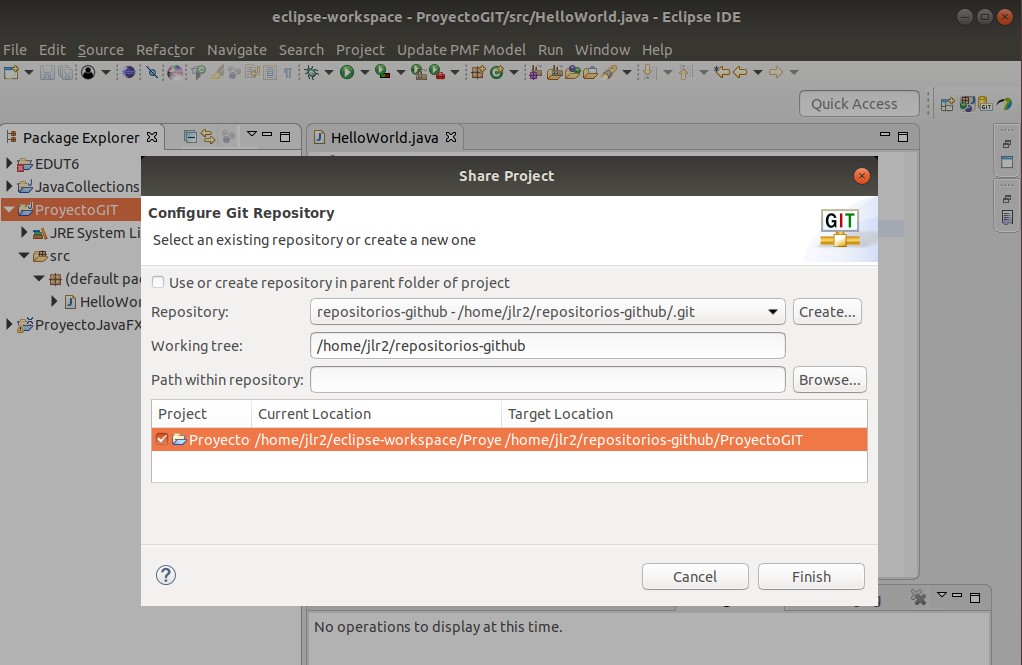 eclipse-workspace - ProyectoGIT/src/HelloWorld.java - Eclipse IDE
File Edit Source Refactor Navigate Search Project Update PMF Model Run Window Help
Quick Access
GIT
Package Explorer
HelloWorld.java
EDUT6
JavaCollections
ProyectoGIT
JRE System Li
src
(default pa
HelloWor
ProyectoJavaFX
Share Project
Configure Git Repository
Select an existing repository or create a new one
GIT
Use or create repository in parent folder of project
Repository: repositorios-github - /home/jlr2/repositorios-github/.git Create...
Working tree: /home/jlr2/repositorios-github
Path within repository: Browse...
Project Current Location Target Location
Proyecto /home/jlr2/eclipse-workspace/Proye /home/jlr2/repositorios-github/ProyectoGIT
?
Cancel Finish
No operations to display at this time.